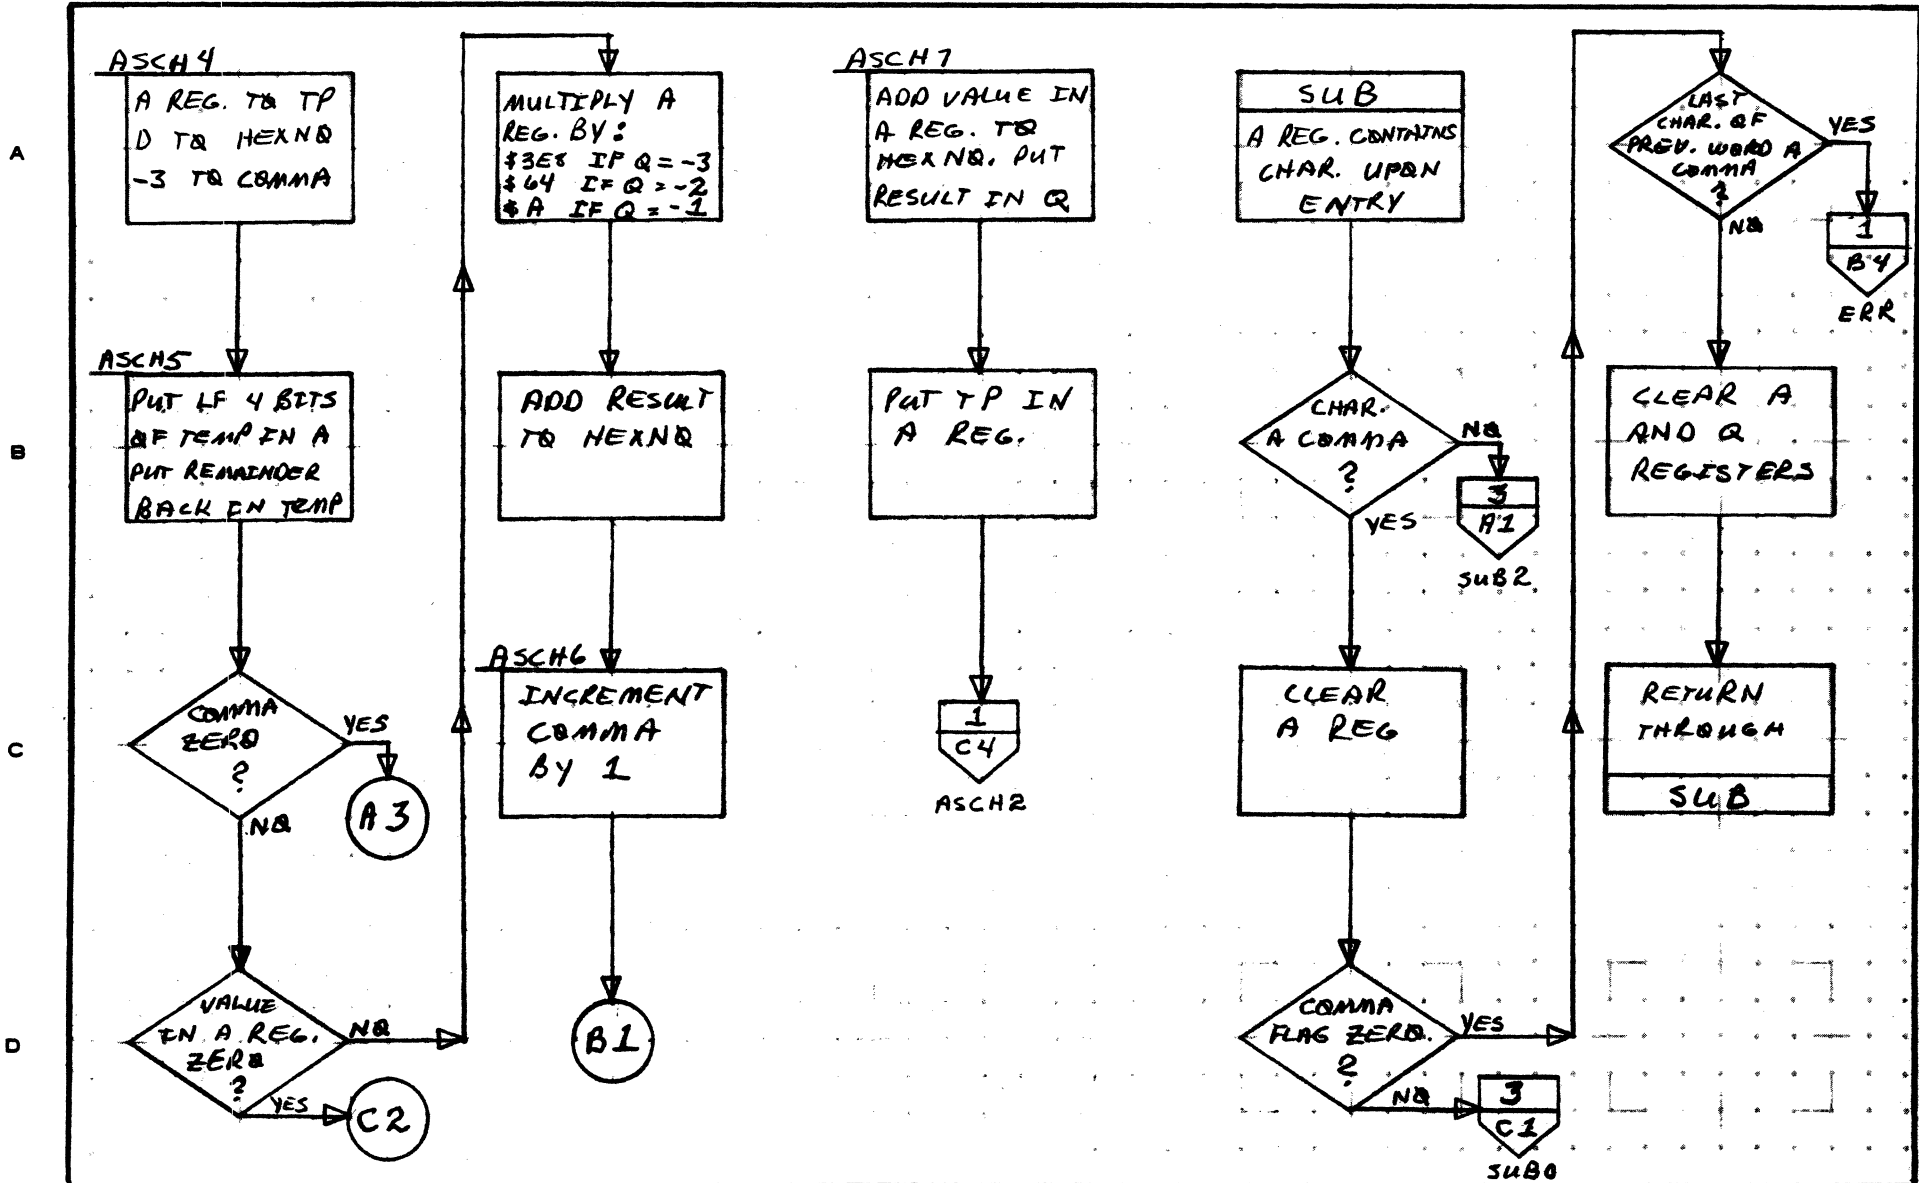 ASCH4
A REG. TO TP
D TO HEXNO
-3 TO COMMA
ASCH5
PUT LF 4 BITS
OF TEMP IN A
PUT REMAINDER
BACK IN TEMP
COMMA
ZERO
?
YES
A3
NO
VALUE
IN A REG.
ZERO
?
NO
YES
C2
MULTIPLY A
REG. BY:
$3E8 IF Q = -3
$64 IF Q = -2
$A IF Q = -1
ADD RESULT
TO HEXNO
ASCH6
INCREMENT
COMMA
BY 1
B1
ASCH7
ADD VALUE IN
A REG. TO
HEXNO. PUT
RESULT IN Q
PUT TP IN
A REG.
1
C4
ASCH2
SUB
A REG. CONTAINS
CHAR. UPON
ENTRY
CHAR.
A COMMA
?
NO
3
A1
SUB2
YES
CLEAR
A REG
COMMA
FLAG ZERO.
?
YES
NO
3
C1
SUB0
LAST
CHAR. OF
PREV. WORD A
COMMA
?
YES
1
B4
ERR
NO
CLEAR A
AND Q
REGISTERS
RETURN
THROUGH
SUB
A
B
C
D